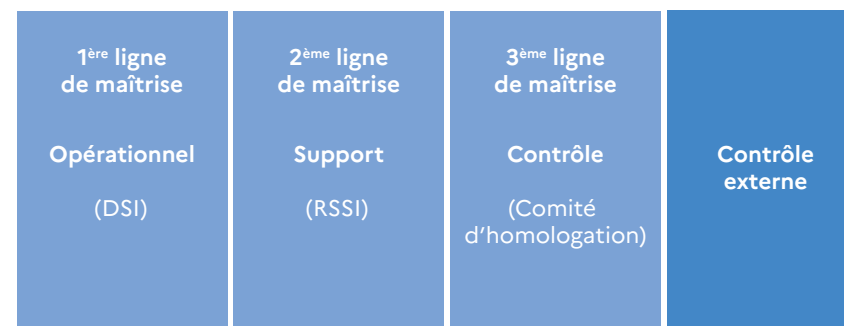 1ère ligne
de maîtrise
Opérationnel
(DSI)
2ème ligne
de maîtrise
Support
(RSSI)
3ème ligne
de maîtrise
Contrôle
(Comité
d’homologation)
Contrôle
externe